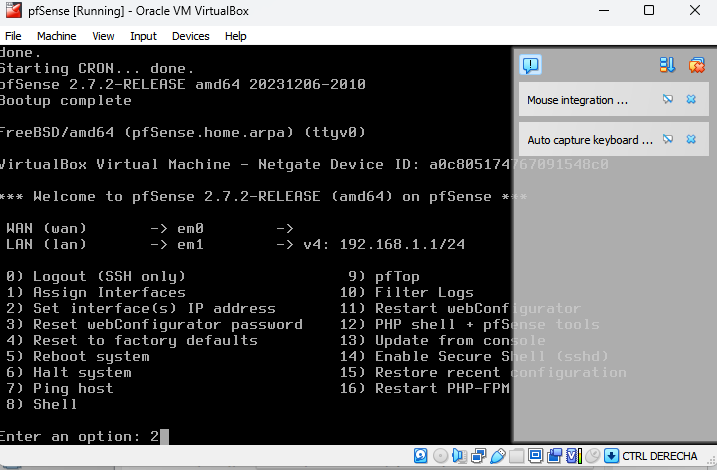 pfSense [Running] - Oracle VM VirtualBox
File Machine View Input Devices Help
done.
Starting CRON... done.
pfSense 2.7.2-RELEASE amd64 20231206-2010
Bootup complete
FreeBSD/amd64 (pfSense.home.arpa) (ttyv0)
VirtualBox Virtual Machine - Netgate Device ID: a0c805174767091548c0
*** Welcome to pfSense 2.7.2-RELEASE (amd64) on pfSense ***
WAN (wan) -> em0 ->
LAN (lan) -> em1 -> v4: 192.168.1.1/24
0) Logout (SSH only) 9) pfTop
1) Assign Interfaces 10) Filter Logs
2) Set interface(s) IP address 11) Restart webConfigurator
3) Reset webConfigurator password 12) PHP shell + pfSense tools
4) Reset to factory defaults 13) Update from console
5) Reboot system 14) Enable Secure Shell (sshd)
6) Halt system 15) Restore recent configuration
7) Ping host 16) Restart PHP-FPM
8) Shell
Enter an option: 2
Mouse integration ...
Auto capture keyboard ...
CTRL DERECHA